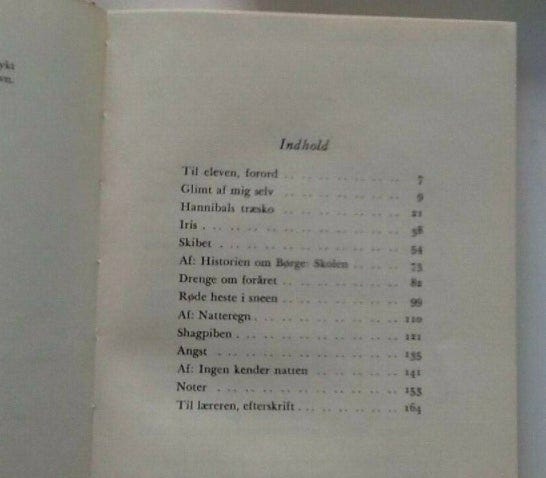 ykt
vn.
Indhold
Til eleven, forord .. .. .. .. .. 7
Glimt af mig selv .. .. .. .. .. 9
Hannibals træsko .. .. .. .. .. 21
Iris . .. .. .. .. .. .. .. 38
Skibet .. .. .. .. .. .. .. 54
Af: Historien om Børge: Skolen .. .. .. 73
Drenge om foråret .. .. .. .. .. 82
Røde heste i sneen .. .. .. .. .. 99
Af: Natteregn .. .. .. .. .. .. 110
Shagpiben .. .. .. .. .. .. 121
Angst .. .. .. .. .. .. .. 135
Af: Ingen kender natten .. .. .. .. 141
Noter .. .. .. .. .. .. .. 153
Til læreren, efterskrift .. .. .. .. 164